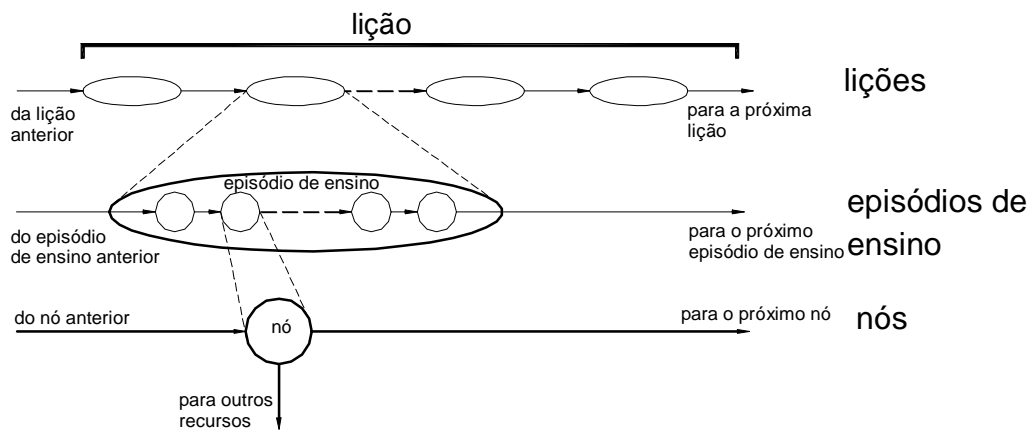 lição
lições
da lição
anterior
para a próxima
lição
episódio de ensino
episódios de
ensino
do episódio
de ensino anterior
para o próximo
episódio de ensino
do nó anterior
nó
para o próximo nó
nós
para outros
recursos